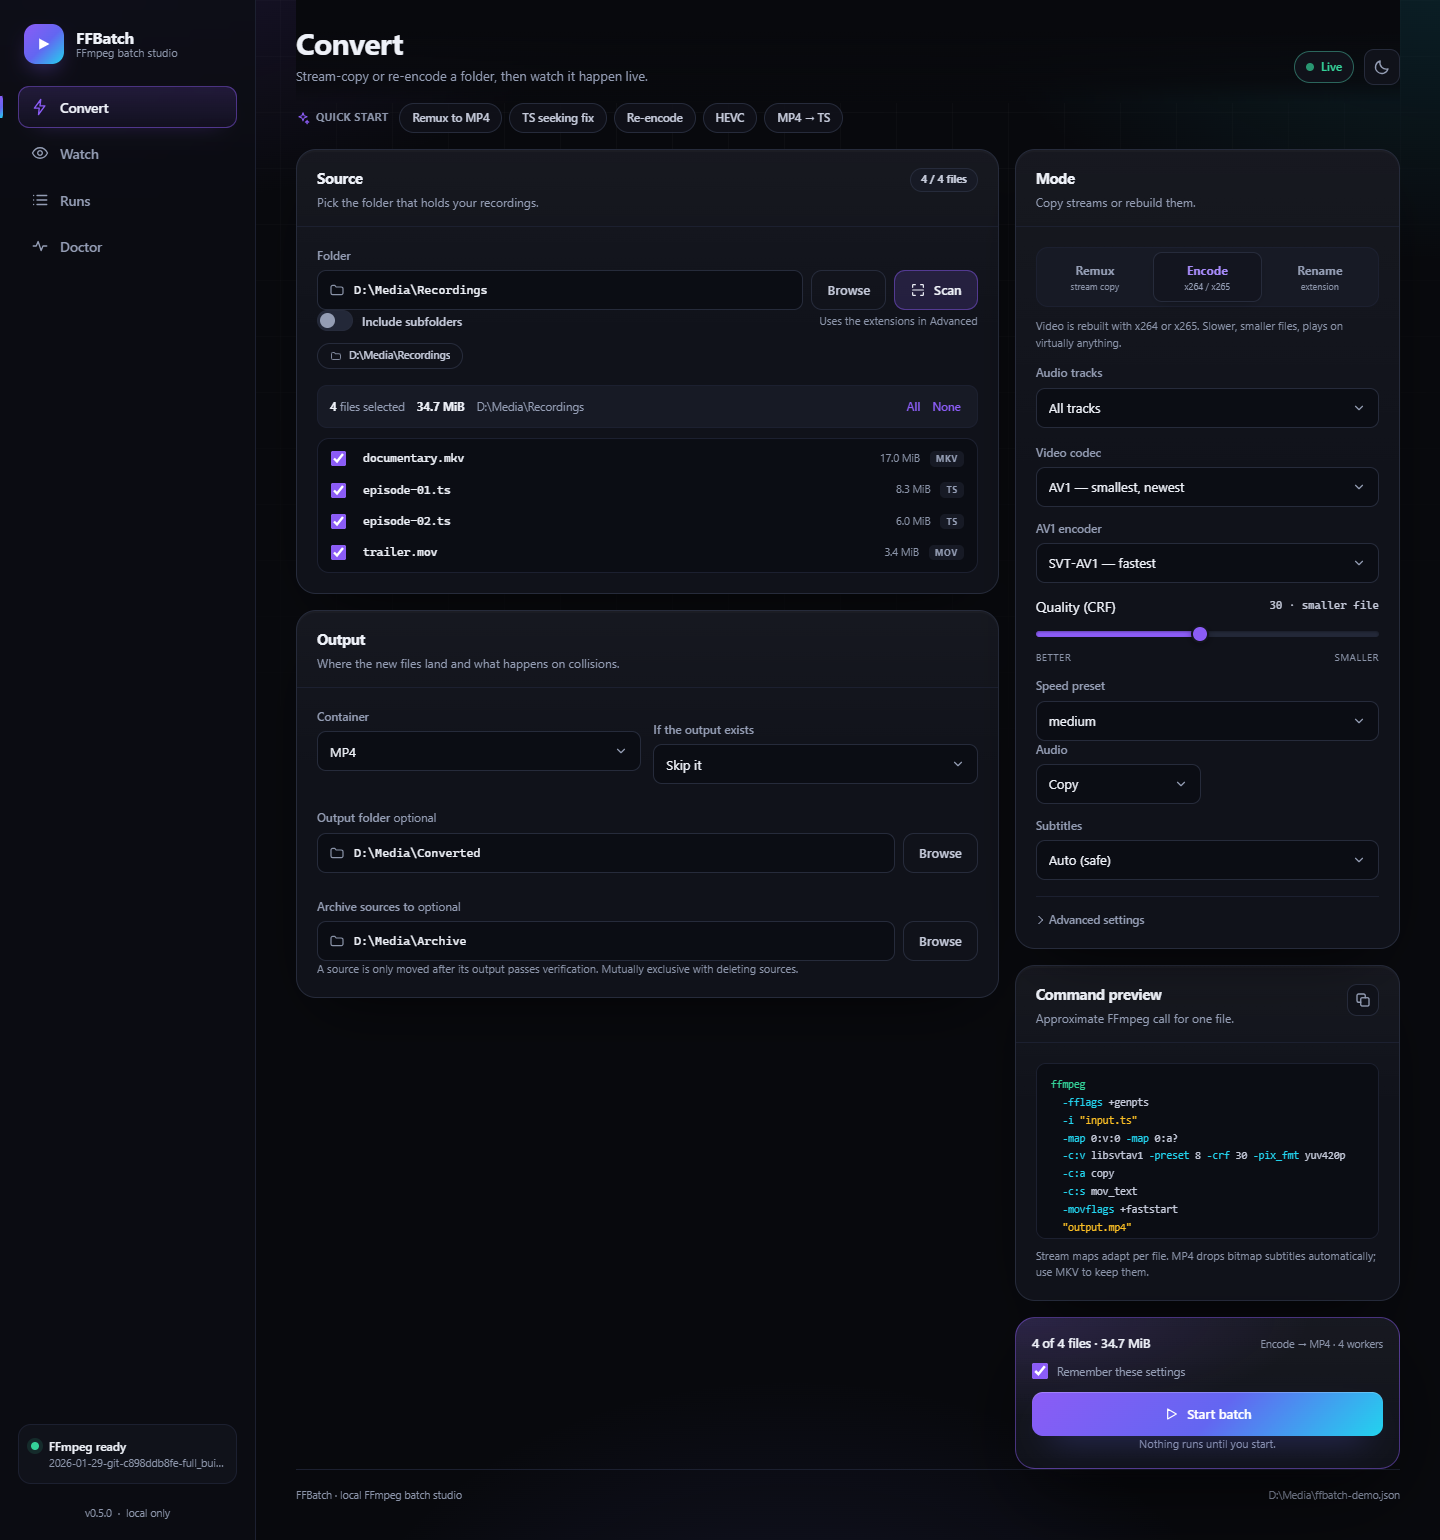 FFBatch
FFmpeg batch studio
Convert
Watch
Runs
Doctor
FFmpeg ready
2026-01-29-git-c898ddb8fe-full_bui...
v0.5.0 · local only
Convert
Stream-copy or re-encode a folder, then watch it happen live.
Live
QUICK START
Remux to MP4
TS seeking fix
Re-encode
HEVC
MP4 → TS
Source
4 / 4 files
Pick the folder that holds your recordings.
Folder
D:\Media\Recordings
Browse
Scan
Include subfolders
Uses the extensions in Advanced
D:\Media\Recordings
4 files selected 34.7 MiB D:\Media\Recordings
All None
documentary.mkv 17.0 MiB MKV
episode-01.ts 8.3 MiB TS
episode-02.ts 6.0 MiB TS
trailer.mov 3.4 MiB MOV
Output
Where the new files land and what happens on collisions.
Container
MP4
If the output exists
Skip it
Output folder optional
D:\Media\Converted
Browse
Archive sources to optional
D:\Media\Archive
Browse
A source is only moved after its output passes verification. Mutually exclusive with deleting sources.
Mode
Copy streams or rebuild them.
Remux
stream copy
Encode
x264 / x265
Rename
extension
Video is rebuilt with x264 or x265. Slower, smaller files, plays on
virtually anything.
Audio tracks
All tracks
Video codec
AV1 — smallest, newest
AV1 encoder
SVT-AV1 — fastest
Quality (CRF) 30 · smaller file
BETTER SMALLER
Speed preset
medium
Audio
Copy
Subtitles
Auto (safe)
Advanced settings
Command preview
Approximate FFmpeg call for one file.
ffmpeg
-fflags +genpts
-i "input.ts"
-map 0:v:0 -map 0:a?
-c:v libsvtav1 -preset 8 -crf 30 -pix_fmt yuv420p
-c:a copy
-c:s mov_text
-movflags +faststart
"output.mp4"
Stream maps adapt per file. MP4 drops bitmap subtitles automatically;
use MKV to keep them.
4 of 4 files · 34.7 MiB
Encode → MP4 · 4 workers
Remember these settings
Start batch
Nothing runs until you start.
FFBatch · local FFmpeg batch studio
D:\Media\ffbatch-demo.json